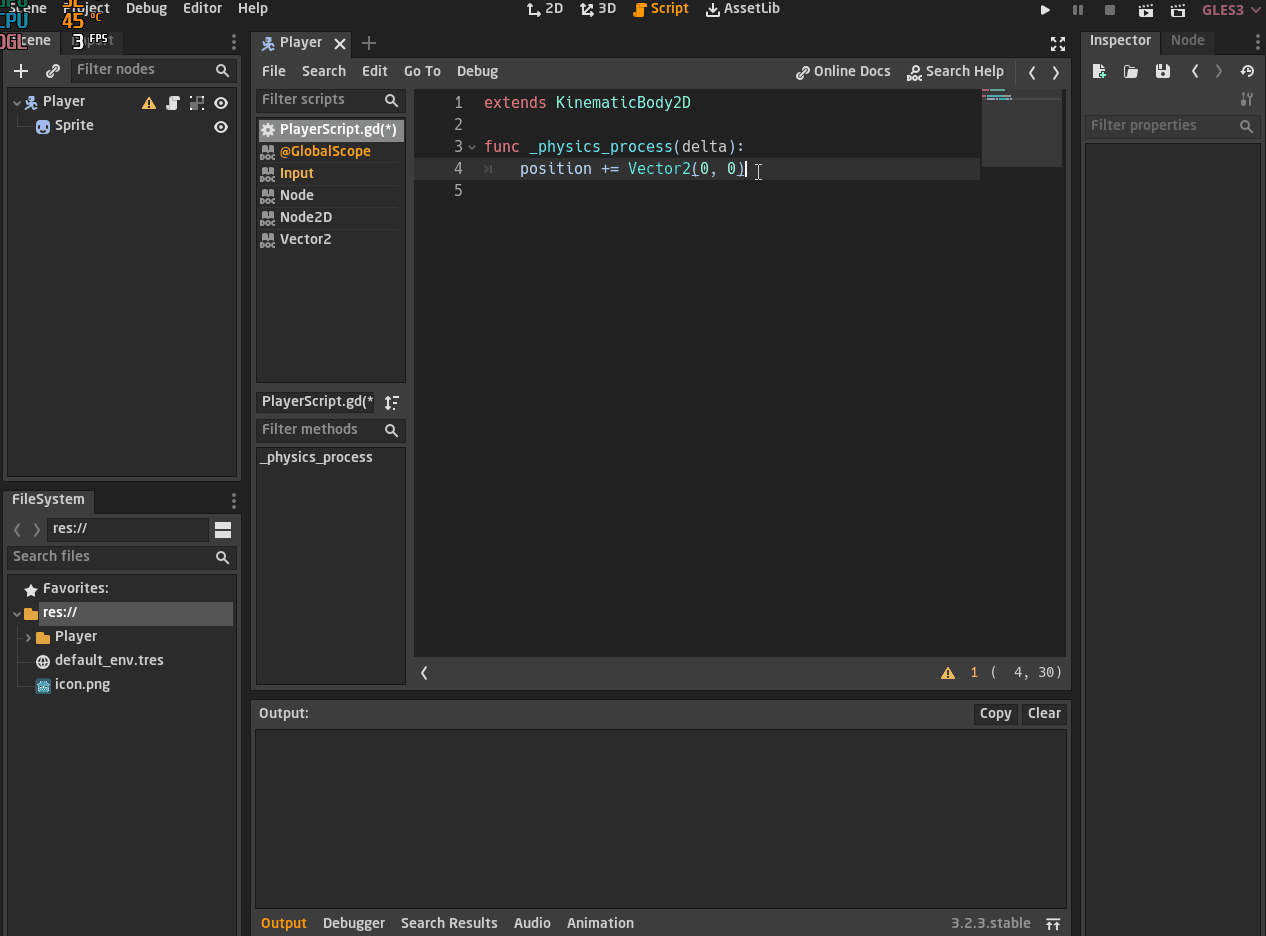 Scene Project Debug Editor Help 2D 3D Script AssetLib GLES3
CPU 45 °C
OGL 3 FPS
Scene Import Player Inspector Node
Filter nodes File Search Edit Go To Debug Online Docs Search Help
Player
Sprite
Filter scripts
PlayerScript.gd(*)
@GlobalScope
Input
Node
Node2D
Vector2
PlayerScript.gd(*
Filter methods
_physics_process
1 extends KinematicBody2D
2
3 func _physics_process(delta):
4 position += Vector2(0, 0)
5
1 ( 4, 30)
Filter properties
FileSystem
res://
Search files
Favorites:
res://
Player
default_env.tres
icon.png
Output: Copy Clear
Output Debugger Search Results Audio Animation 3.2.3.stable